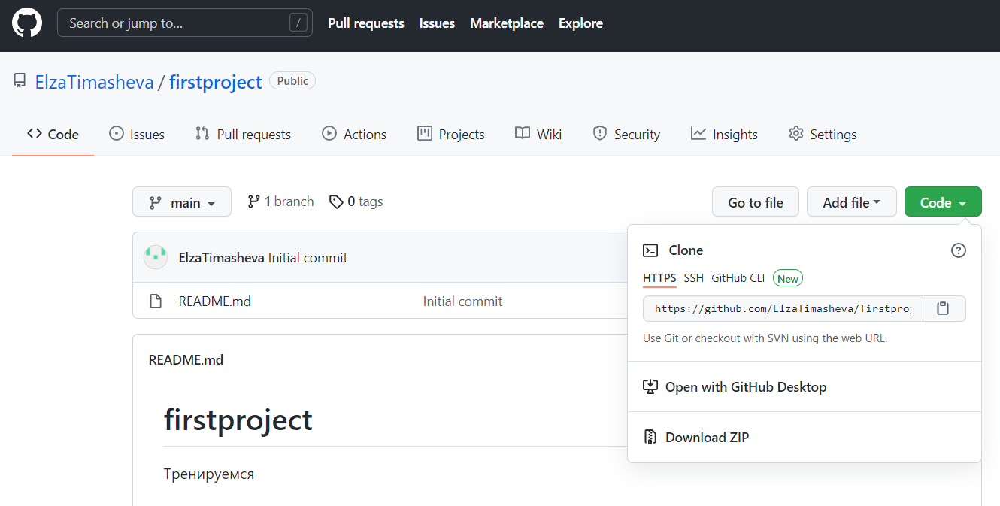 Search or jump to... / Pull requests Issues Marketplace Explore
ElzaTimasheva / firstproject Public
Code Issues Pull requests Actions Projects Wiki Security Insights Settings
main 1 branch 0 tags Go to file Add file Code
ElzaTimasheva Initial commit
README.md Initial commit
Clone
HTTPS SSH GitHub CLI New
https://github.com/ElzaTimasheva/firstproj
Use Git or checkout with SVN using the web URL.
Open with GitHub Desktop
Download ZIP
README.md
firstproject
Тренируемся